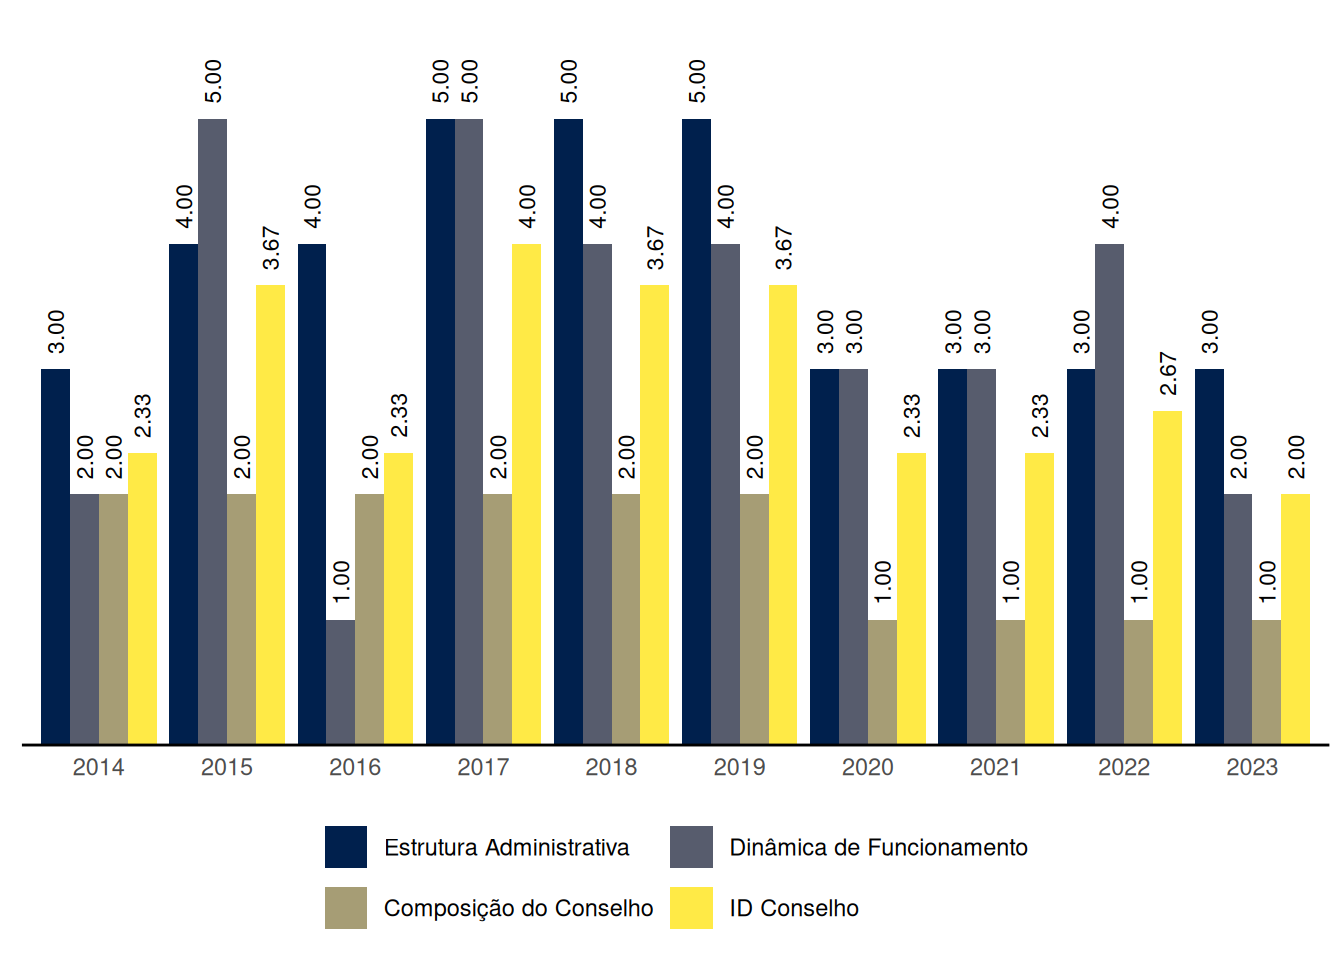 3.00 2.00 2.00 2.33
4.00 5.00 2.00 3.67
4.00 1.00 2.00 2.33
5.00 5.00 2.00 4.00
5.00 4.00 2.00 3.67
5.00 4.00 2.00 3.67
3.00 3.00 1.00 2.33
3.00 3.00 1.00 2.33
3.00 4.00 1.00 2.67
3.00 2.00 1.00 2.00
2014 2015 2016 2017 2018 2019 2020 2021 2022 2023
Estrutura Administrativa Dinâmica de Funcionamento
Composição do Conselho ID Conselho